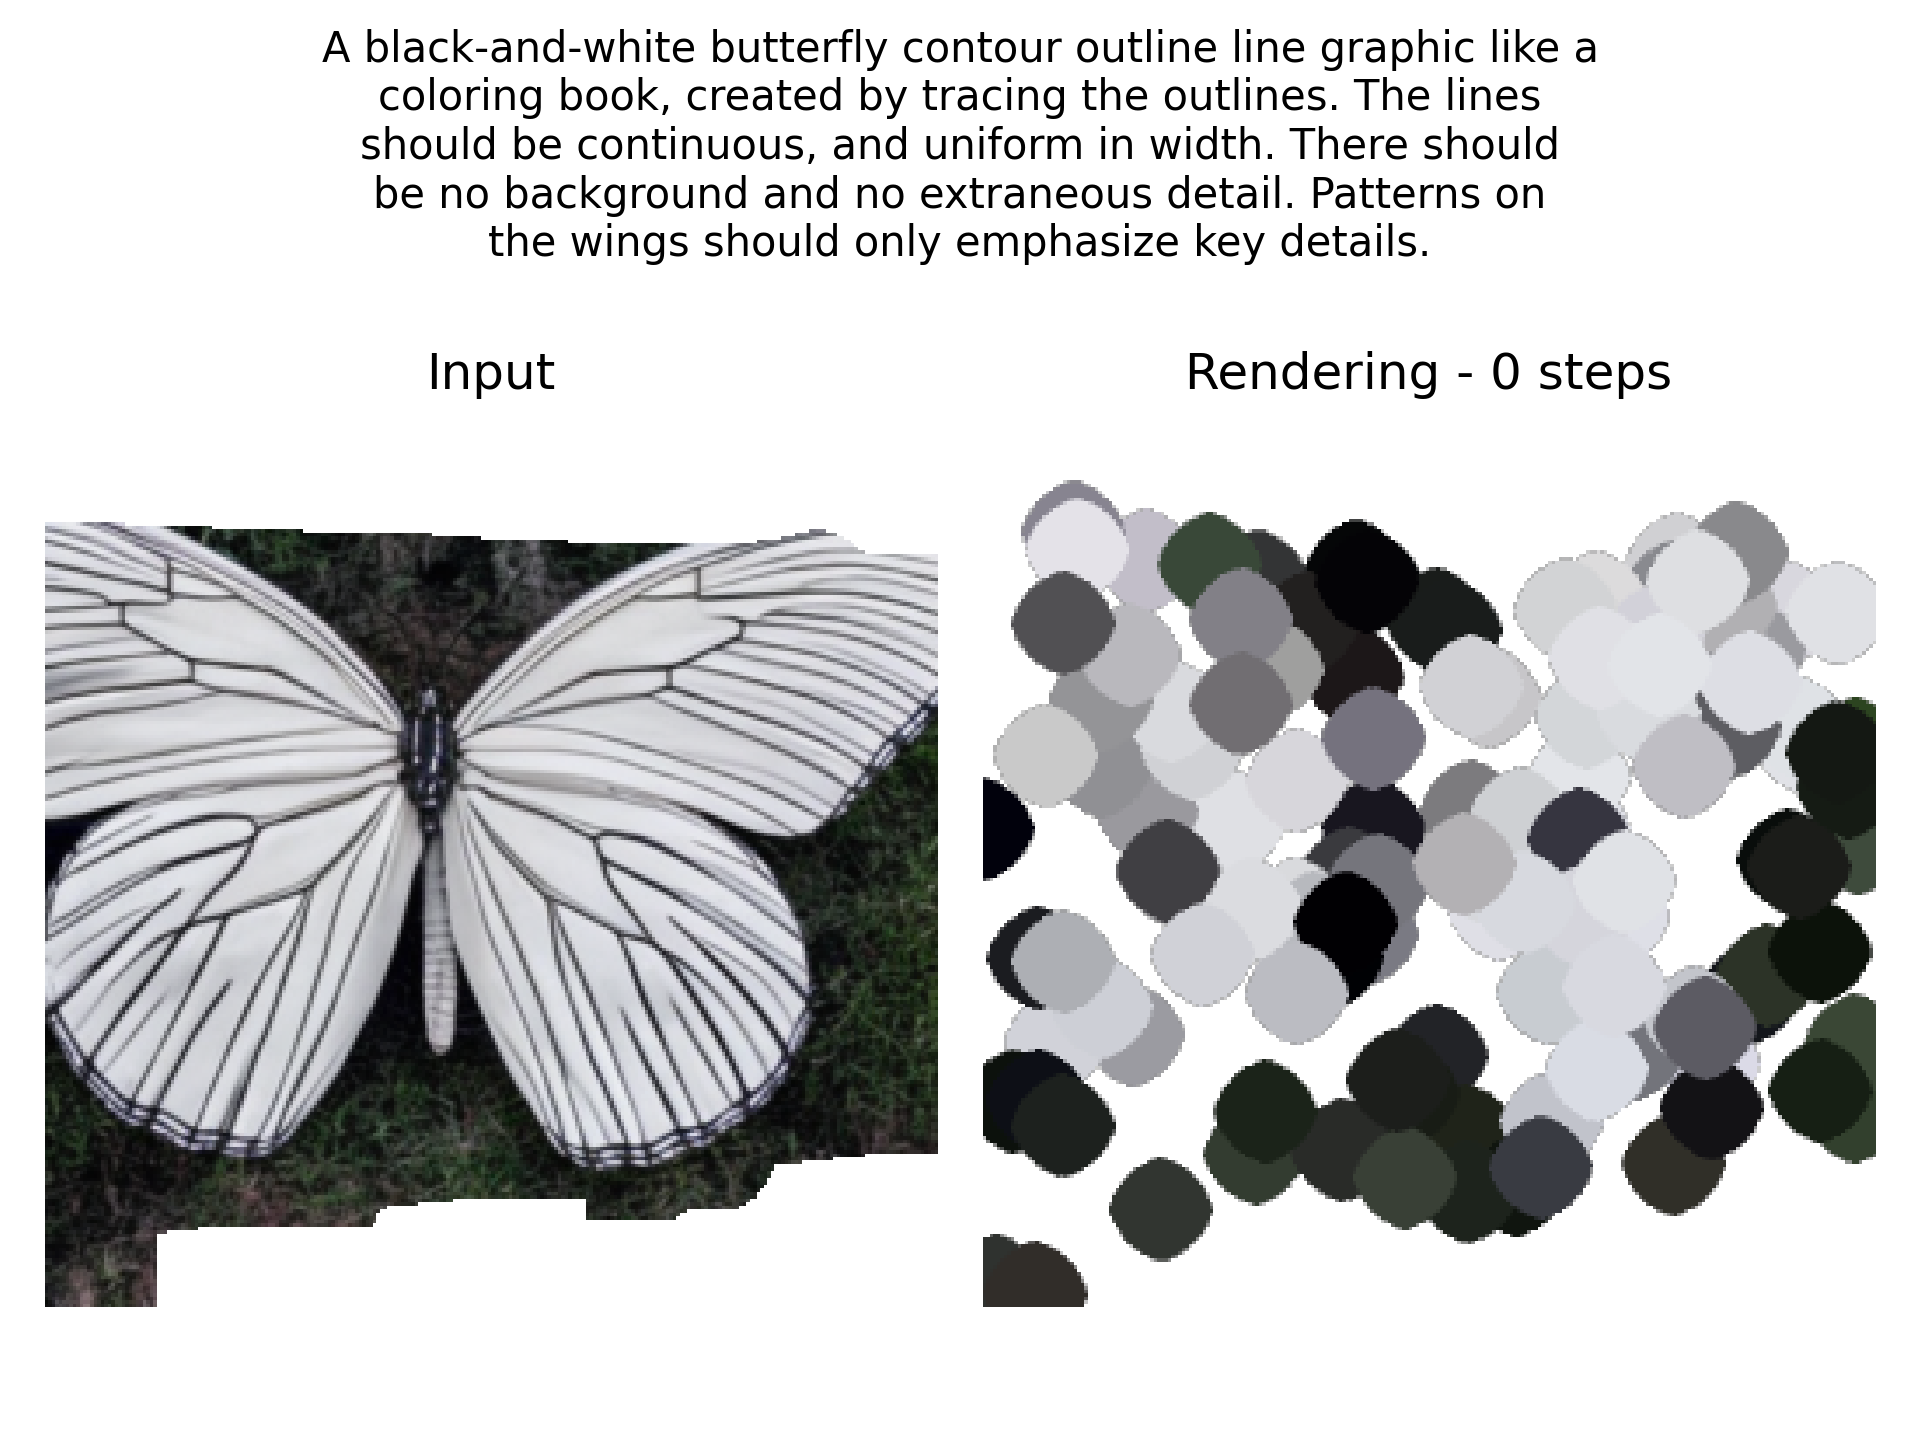 A black-and-white butterfly contour outline line graphic like a
coloring book, created by tracing the outlines. The lines
should be continuous, and uniform in width. There should
be no background and no extraneous detail. Patterns on
the wings should only emphasize key details.
Input
Rendering - 0 steps